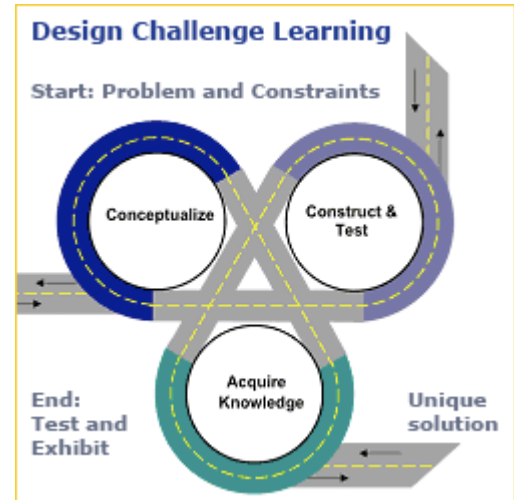 Design Challenge Learning
Start: Problem and Constraints
Conceptualize
Construct &
Test
Acquire
Knowledge
End:
Test and
Exhibit
Unique
solution